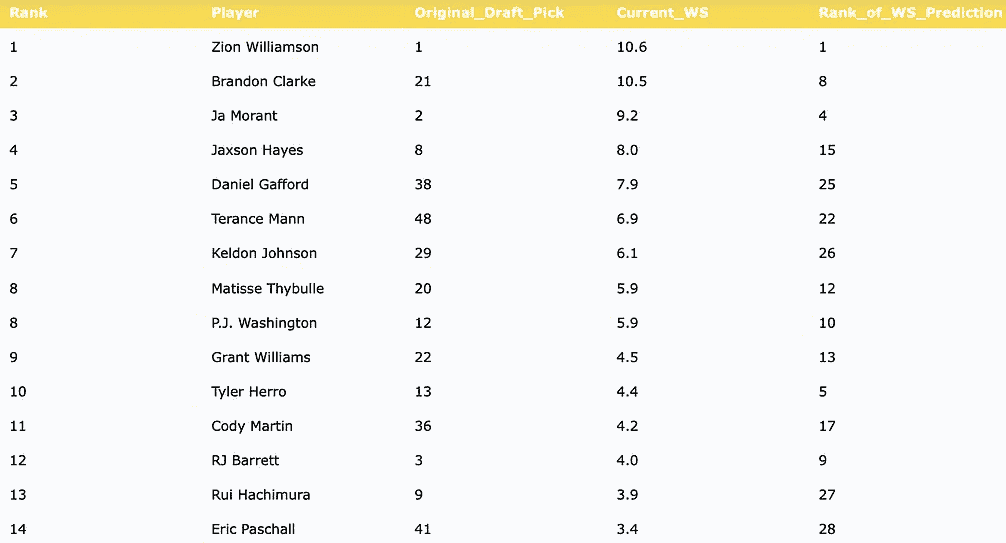 Rank Player Original_Draft_Pick Current_WS Rank_of_WS_Prediction
1 Zion Williamson 1 10.6 1
2 Brandon Clarke 21 10.5 8
3 Ja Morant 2 9.2 4
4 Jaxson Hayes 8 8.0 15
5 Daniel Gafford 38 7.9 25
6 Terance Mann 48 6.9 22
7 Keldon Johnson 29 6.1 26
8 Matisse Thybulle 20 5.9 12
8 P.J. Washington 12 5.9 10
9 Grant Williams 22 4.5 13
10 Tyler Herro 13 4.4 5
11 Cody Martin 36 4.2 17
12 RJ Barrett 3 4.0 9
13 Rui Hachimura 9 3.9 27
14 Eric Paschall 41 3.4 28